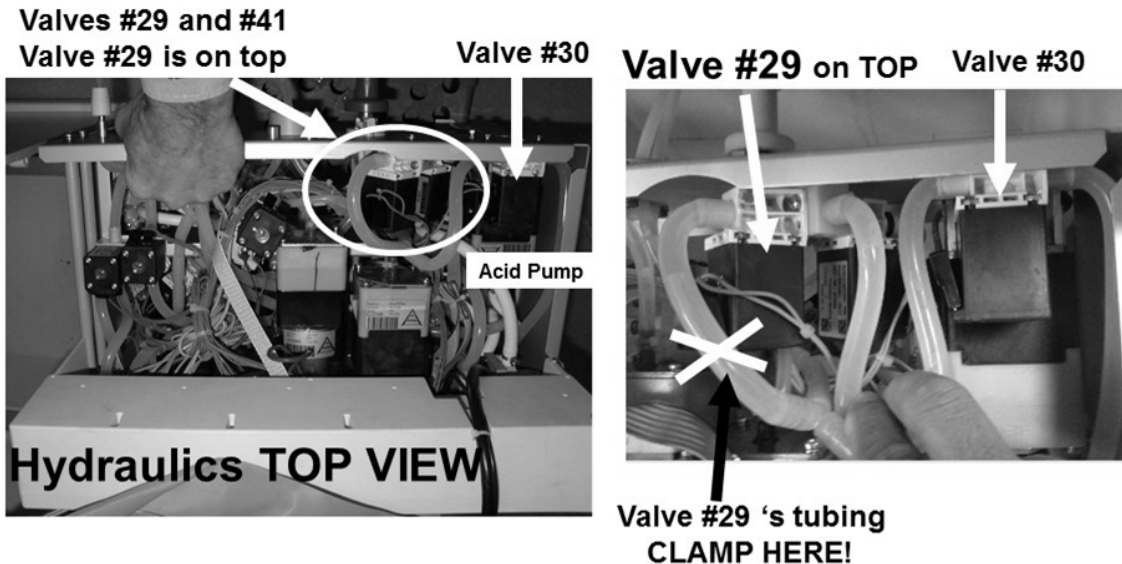 Valves #29 and #41
Valve #29 is on top
Valve #30
Acid Pump
Hydraulics TOP VIEW
Valve #29 on TOP
Valve #30
Valve #29 ‘s tubing
CLAMP HERE!